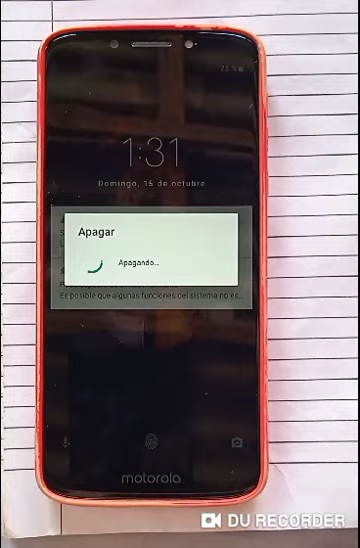 76 %
1:31
Domingo, 15 de octubre
Apagar
Apagando...
Es posible que algunas funciones del sistema no es..
motorola
DU RECORDER